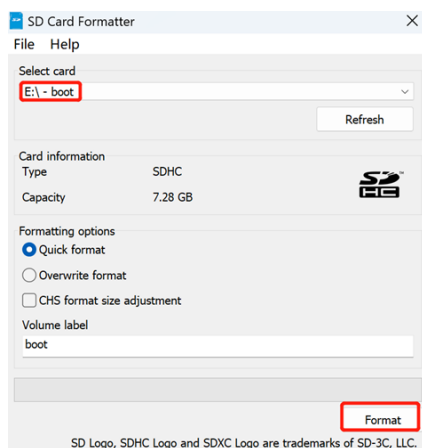 SD Card Formatter
File Help
Select card
E:\ - boot
Refresh
Card information
Type SDHC
Capacity 7.28 GB
SD
HC
Formatting options
Quick format
Overwrite format
CHS format size adjustment
Volume label
boot
Format
SD Logo, SDHC Logo and SDXC Logo are trademarks of SD-3C, LLC.